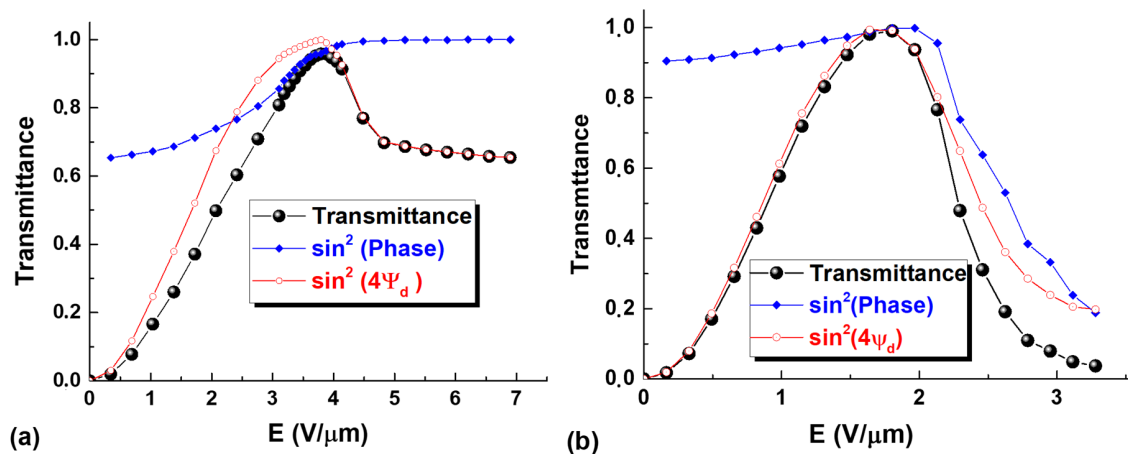 Transmittance
1.0
0.8
0.6
0.4
0.2
0.0
Transmittance
sin² (Phase)
sin² (4Ψd )
0 1 2 3 4 5 6 7
(a) E (V/μm)
Transmttance
1.0
0.8
0.6
0.4
0.2
0.0
Transmittance
sin²(Phase)
sin²(4ψd)
0 1 2 3
(b) E (V/μm)